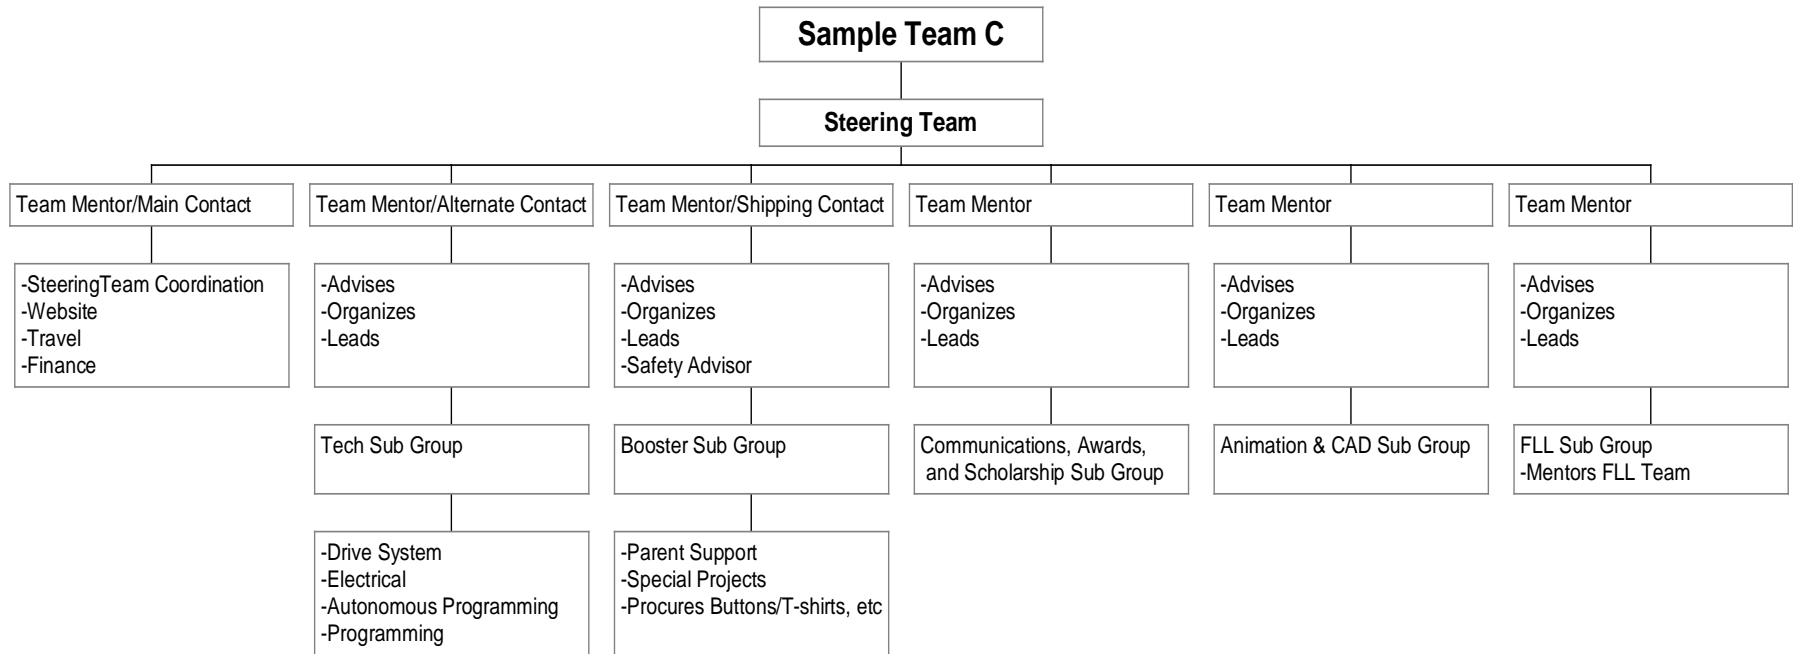 Sample Team C
Steering Team
Team Mentor/Main Contact
Team Mentor/Alternate Contact
Team Mentor/Shipping Contact
Team Mentor
Team Mentor
Team Mentor
-SteeringTeam Coordination
-Website
-Travel
-Finance
-Advises
-Organizes
-Leads
-Advises
-Organizes
-Leads
-Safety Advisor
-Advises
-Organizes
-Leads
-Advises
-Organizes
-Leads
-Advises
-Organizes
-Leads
Tech Sub Group
Booster Sub Group
Communications, Awards,
and Scholarship Sub Group
Animation & CAD Sub Group
FLL Sub Group
-Mentors FLL Team
-Drive System
-Electrical
-Autonomous Programming
-Programming
-Parent Support
-Special Projects
-Procures Buttons/T-shirts, etc